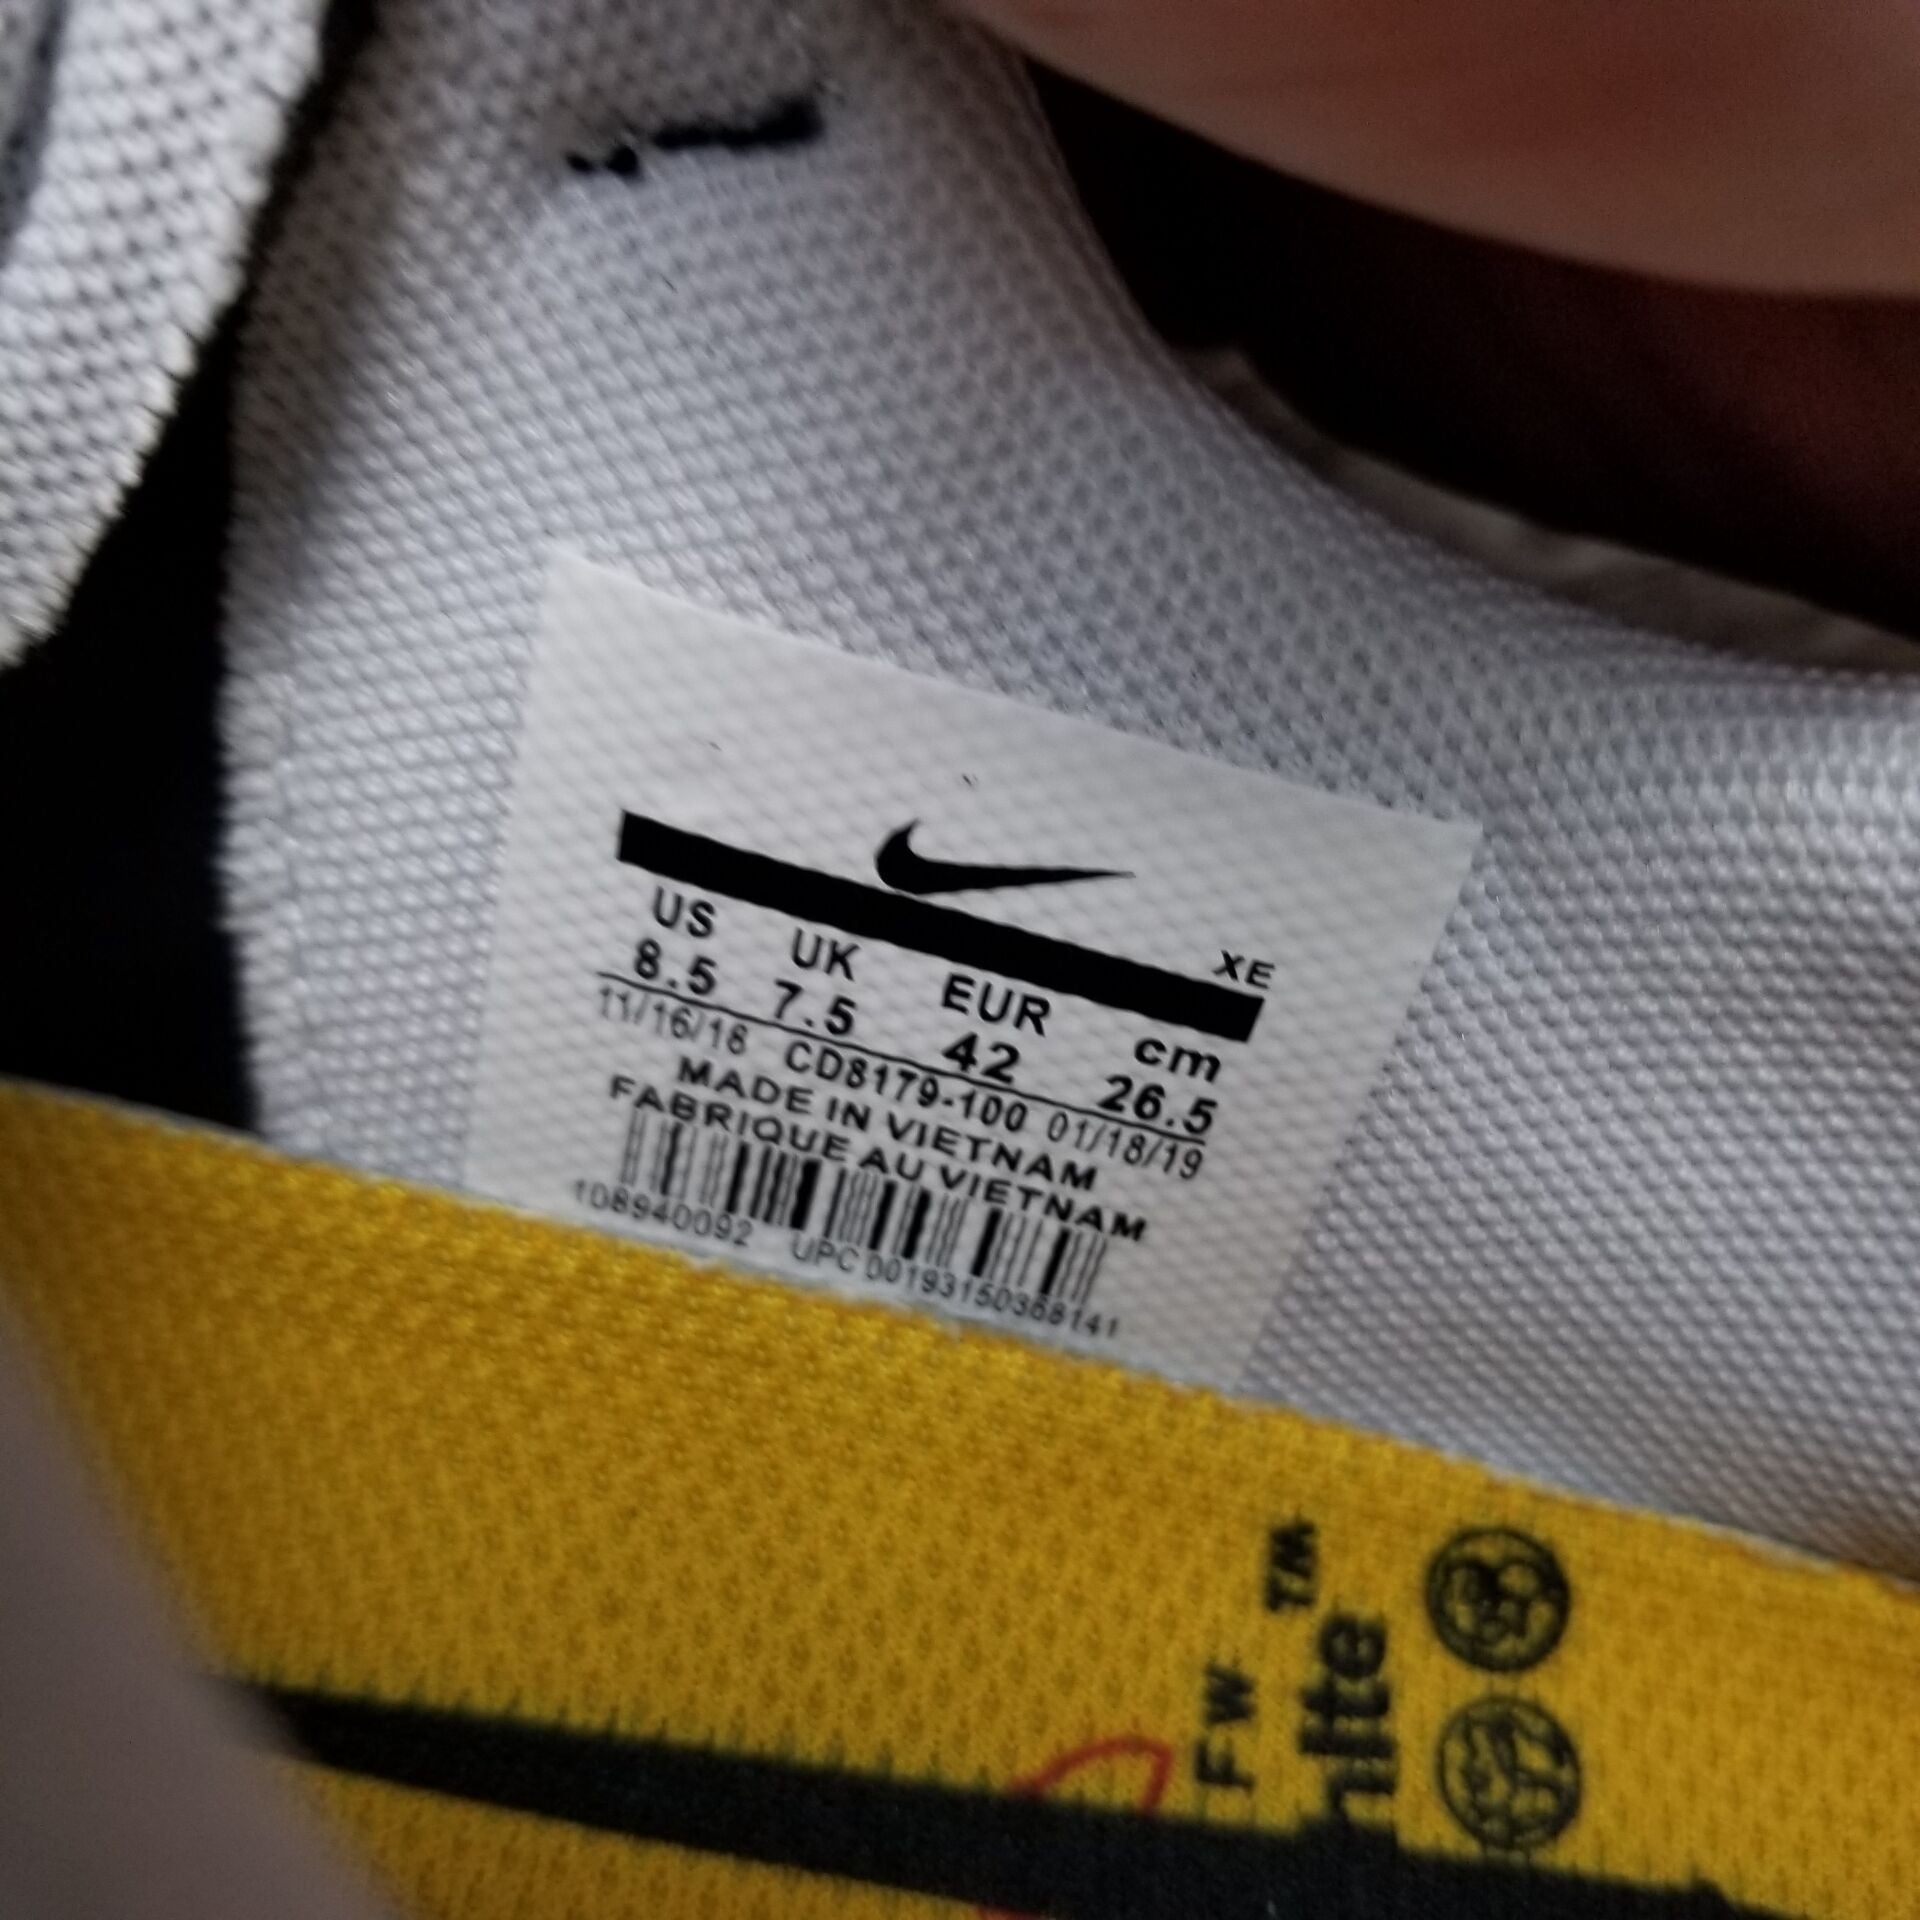 XE
US UK EUR cm
8.5 7.5 42 26.5
11/16/18 CD8179-100 01/18/19
MADE IN VIETNAM
FABRIQUE AU VIETNAM
108940092 UPC 00193150368141
FW
TM